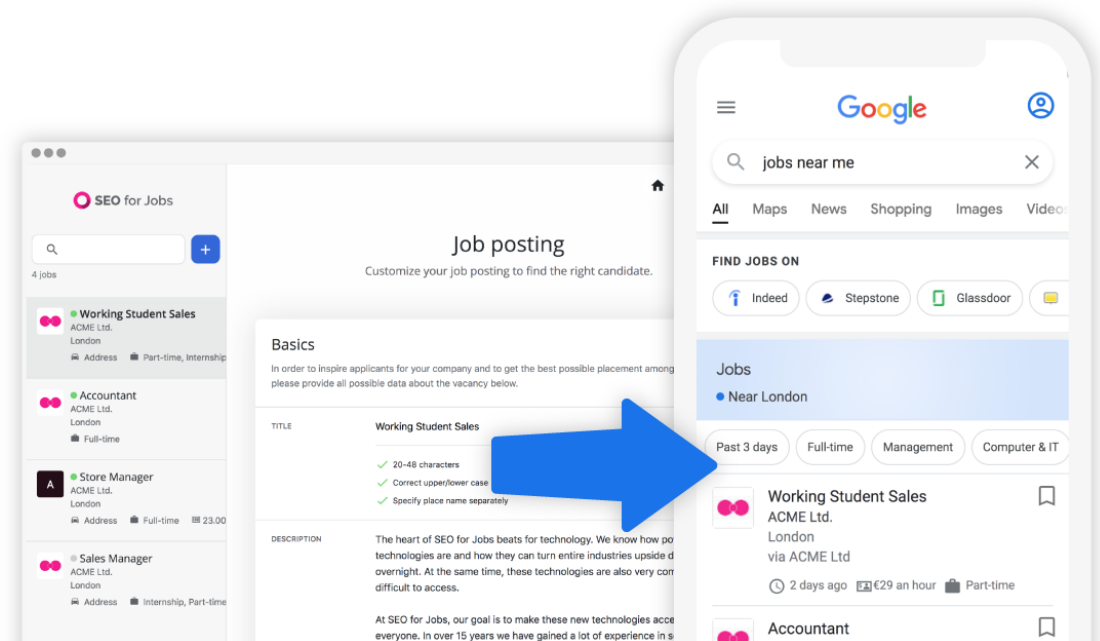 SEO for Jobs
4 jobs
Working Student Sales
ACME Ltd.
London
Address Part-time, Internship
Accountant
ACME Ltd.
London
Full-time
A
Store Manager
ACME Ltd.
London
Address Full-time 23.00
Sales Manager
ACME Ltd.
London
Address Internship, Part-time
Job posting
Customize your job posting to find the right candidate.
Basics
In order to inspire applicants for your company and to get the best possible placement among
please provide all possible data about the vacancy below.
TITLE
Working Student Sales
20-48 characters
Correct upper/lower case
Specify place name separately
DESCRIPTION
The heart of SEO for Jobs beats for technology. We know how po
technologies are and how they can turn entire industries upside d
overnight. At the same time, these technologies are also very com
difficult to access.
At SEO for Jobs, our goal is to make these new technologies acce
everyone. In over 15 years we have gained a lot of experience in s
Google
jobs near me
All Maps News Shopping Images Videos
FIND JOBS ON
Indeed Stepstone Glassdoor
Jobs
Near London
Past 3 days Full-time Management Computer & IT
Working Student Sales
ACME Ltd.
London
via ACME Ltd
2 days ago €29 an hour Part-time
Accountant